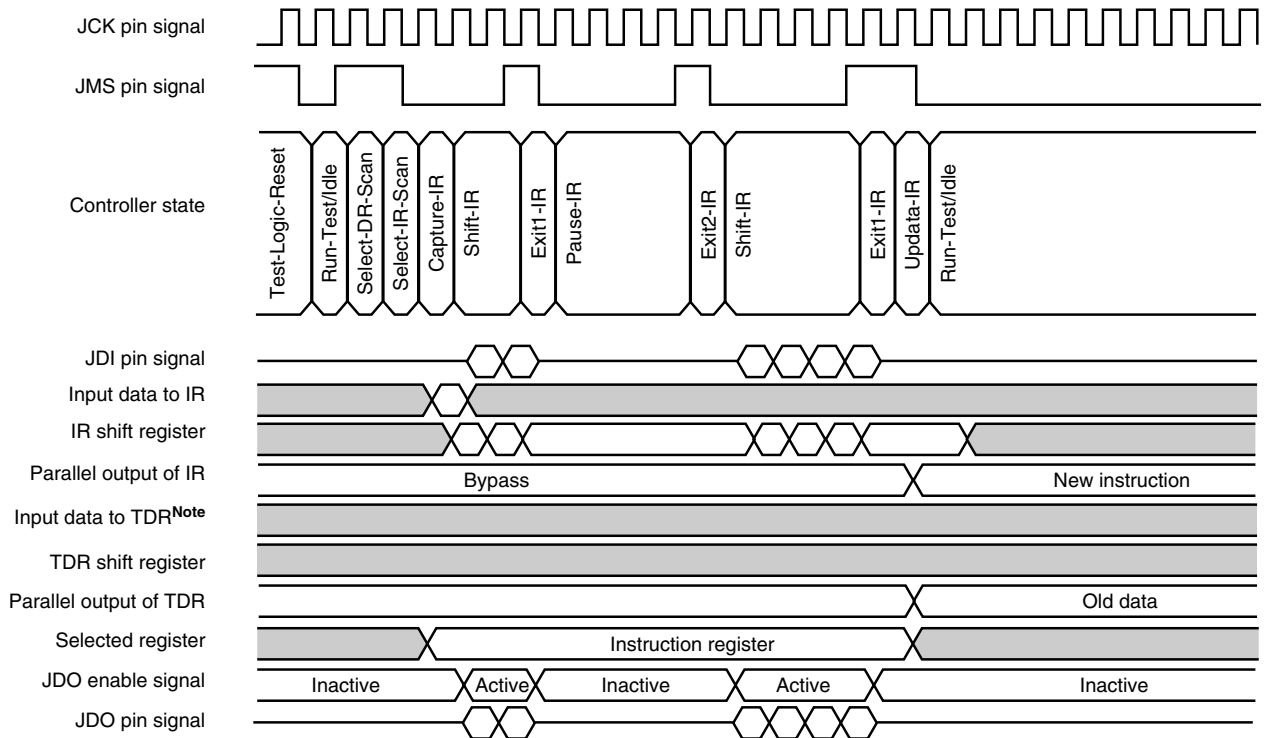 JCK pin signal
JMS pin signal
Controller state
Test-Logic-Reset
Run-Test/Idle
Select-DR-Scan
Select-IR-Scan
Capture-IR
Shift-IR
Exit1-IR
Pause-IR
Exit2-IR
Shift-IR
Exit1-IR
Updata-IR
Run-Test/Idle
JDI pin signal
Input data to IR
IR shift register
Parallel output of IR
Bypass
New instruction
Input data to TDRNote
TDR shift register
Parallel output of TDR
Old data
Selected register
Instruction register
JDO enable signal
Inactive
Active
Inactive
Active
Inactive
JDO pin signal